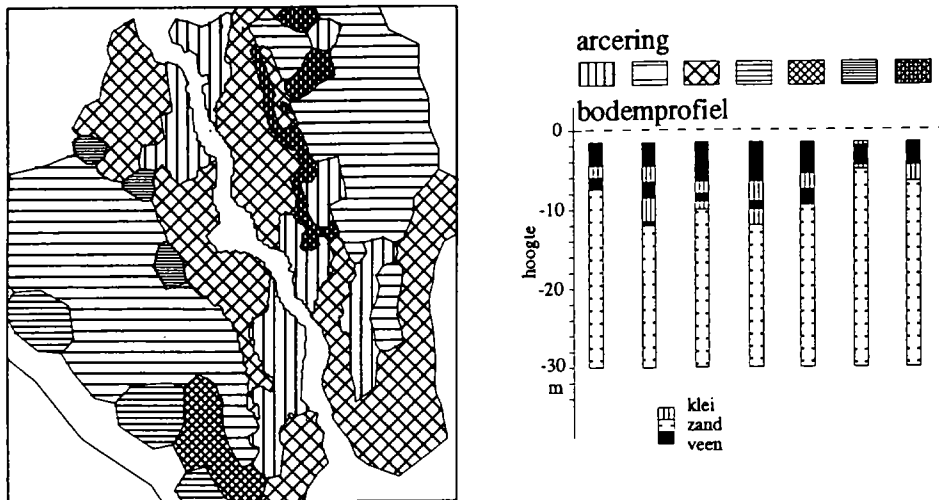 arcering
bodemprofiel
0
-10
-20
-30
m
hoogte
klei
zand
veen